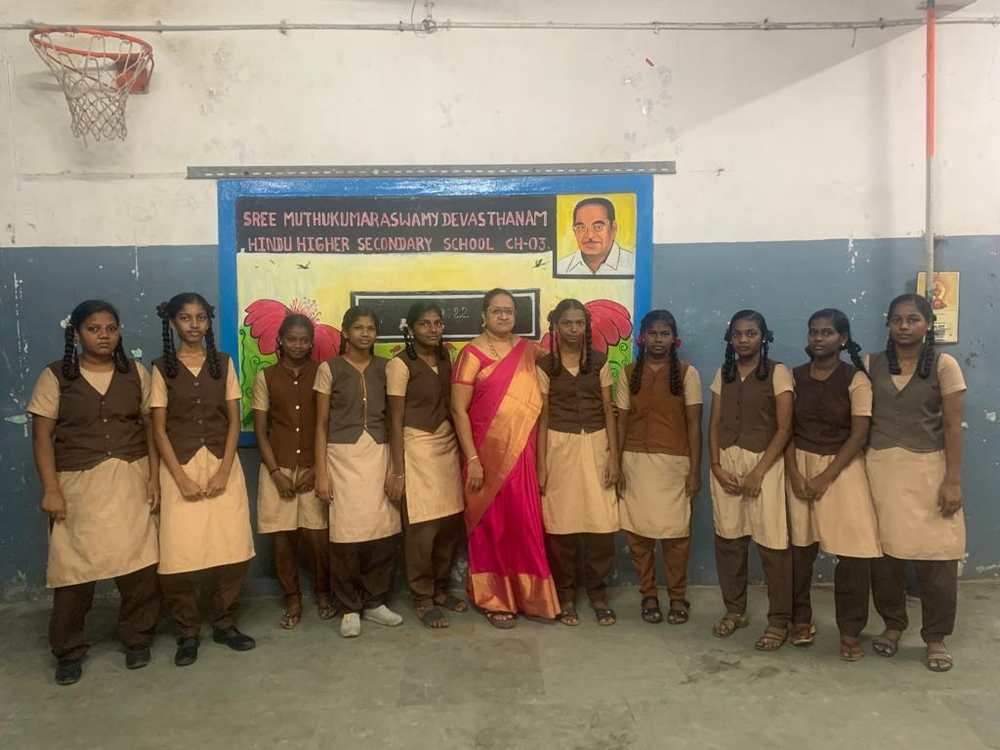 SREE MUTHUKUMARASWAMY DEVASTHANAM
HINDU HIGHER SECONDARY SCHOOL CH-03.